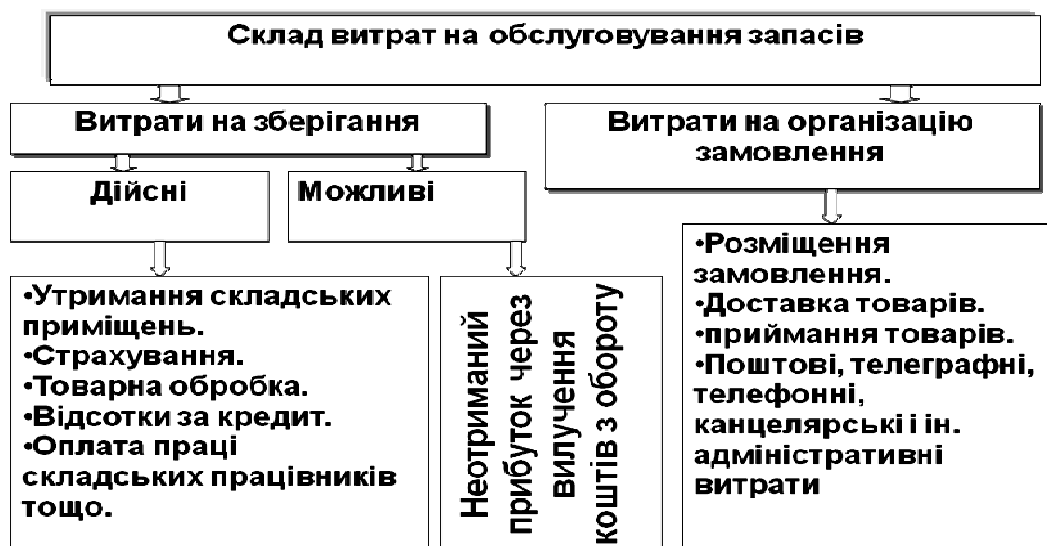 Склад витрат на обслуговування запасів
Витрати на зберігання
Витрати на організацію
замовлення
Дійсні
Можливі
•Утримання складських
приміщень.
•Страхування.
•Товарна обробка.
•Відсотки за кредит.
•Оплата праці
складських працівників
тощо.
Неотриманий
прибуток через
вилучення
коштів з обороту
•Розміщення
замовлення.
•Доставка товарів.
•приймання товарів.
•Поштові, телеграфні,
телефонні,
канцелярські і ін.
адміністративні
витрати